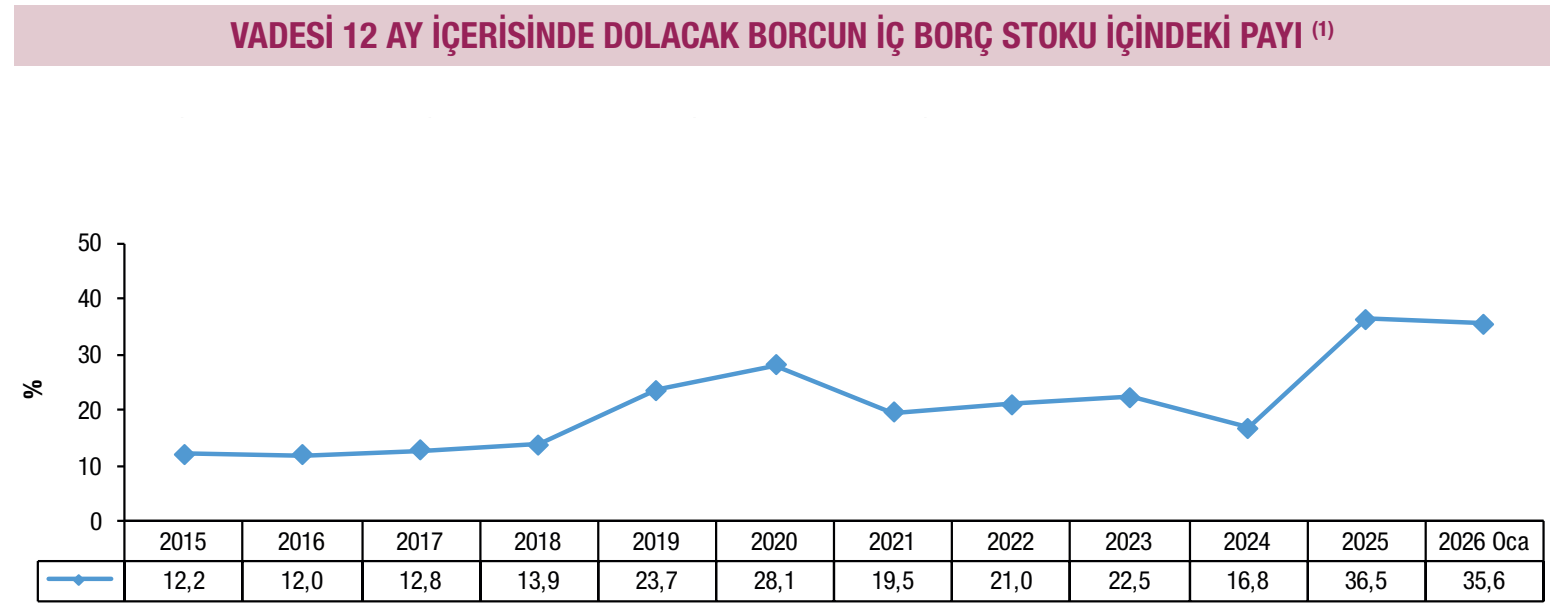 VADESİ 12 AY İÇERİSİNDE DOLACAK BORCUN İÇ BORÇ STOKU İÇİNDEKİ PAYI (1)
50
40
30
20
10
0
%
2015 2016 2017 2018 2019 2020 2021 2022 2023 2024 2025 2026 Oca
12,2 12,0 12,8 13,9 23,7 28,1 19,5 21,0 22,5 16,8 36,5 35,6